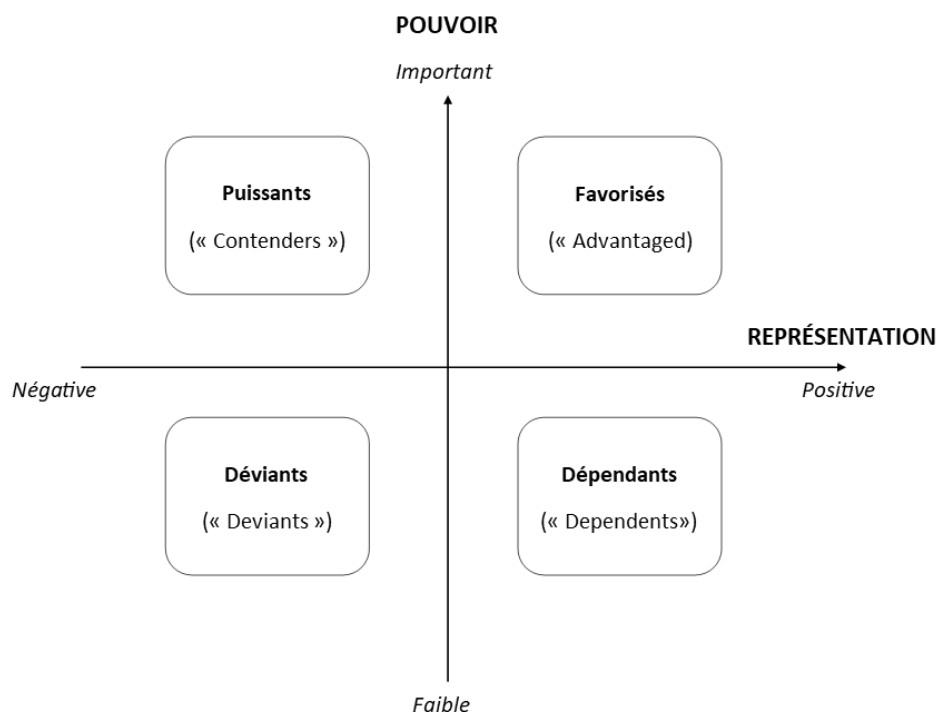 POUVOIR
Important
Puissants
(« Contenders »)
Favorisés
(« Advantaged)
REPRÉSENTATION
Négative
Positive
Déviants
(« Deviants »)
Dépendants
(« Dependents»)
Faible